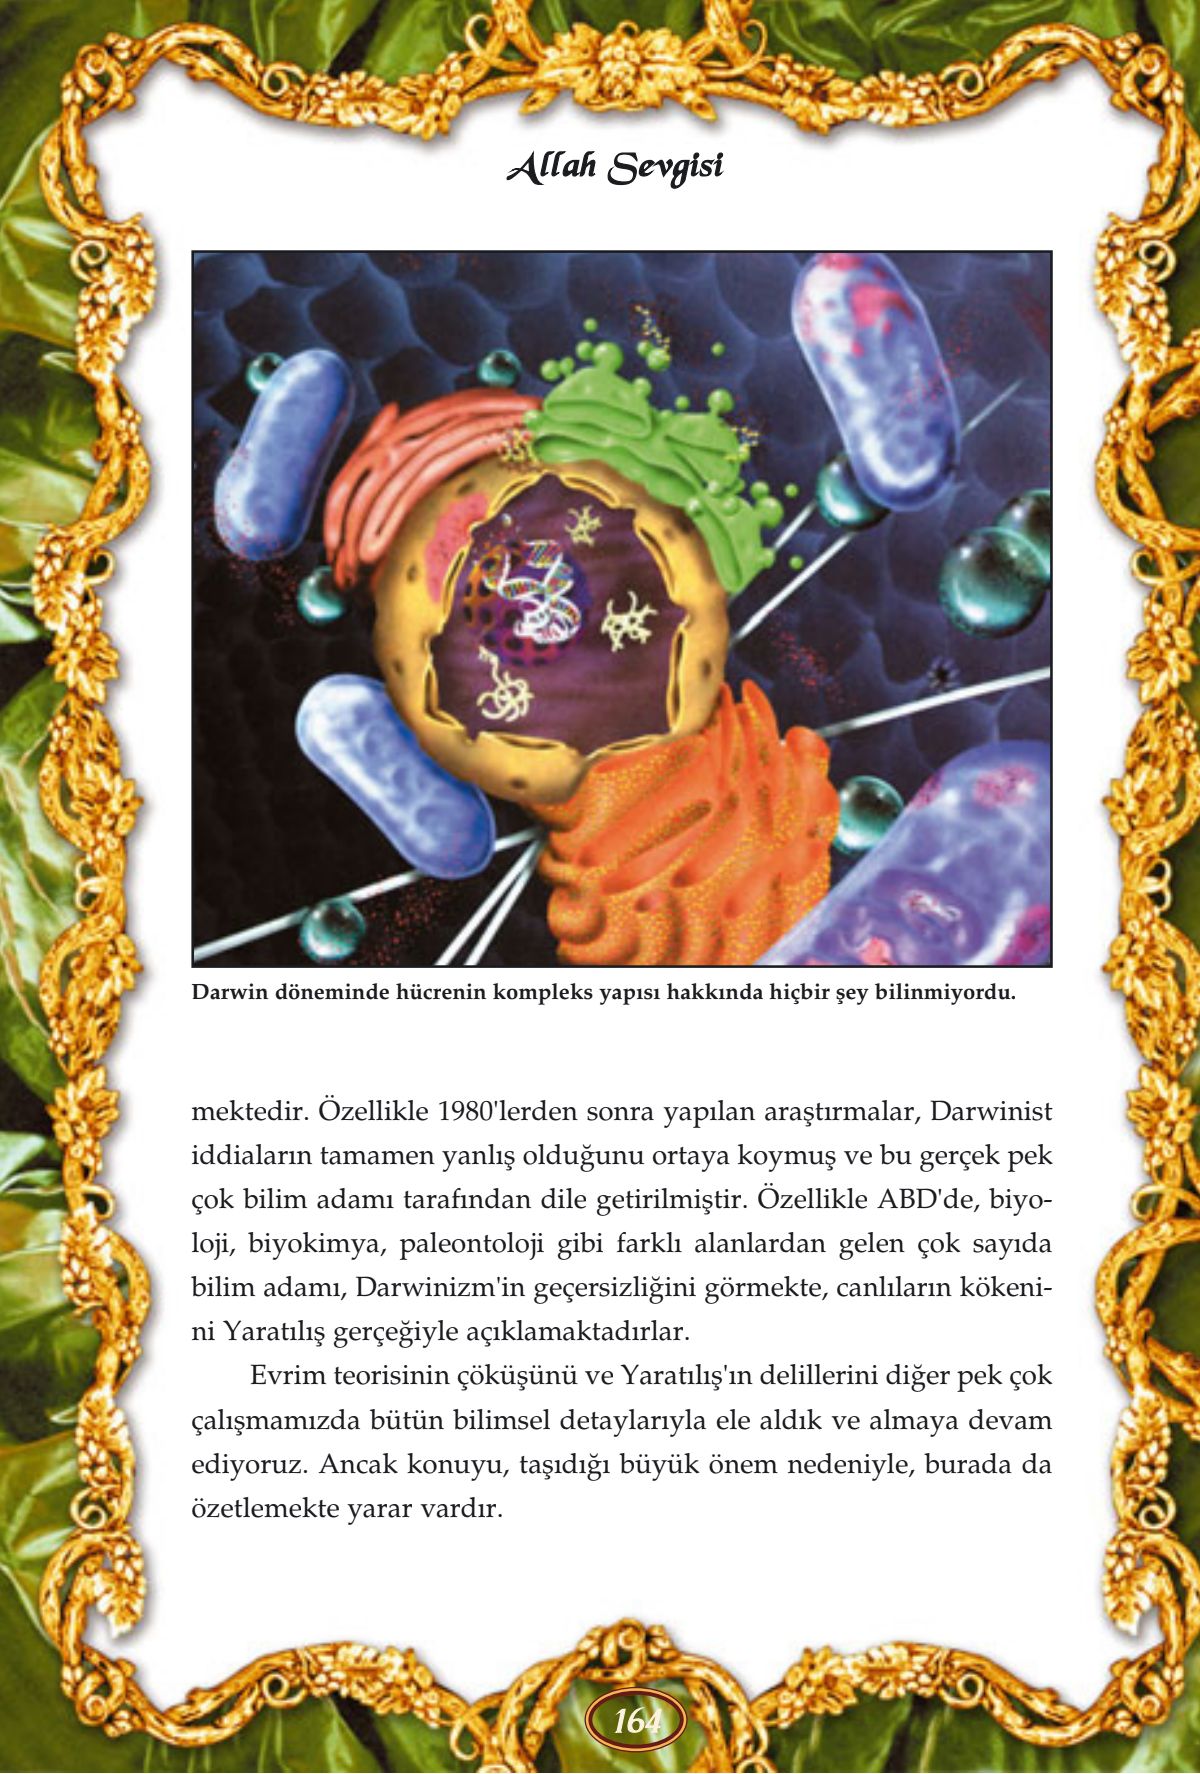 Allah Sevgisi
Darwin döneminde hücrenin kompleks yapısı hakkında hiçbir şey bilinmiyordu.
mektedir. Özellikle 1980'lerden sonra yapılan araştırmalar, Darwinist
iddiaların tamamen yanlış olduğunu ortaya koymuş ve bu gerçek pek
çok bilim adamı tarafından dile getirilmiştir. Özellikle ABD'de, biyo-
loji, biyokimya, paleontoloji gibi farklı alanlardan gelen çok sayıda
bilim adamı, Darwinizm'in geçersizliğini görmekte, canlıların kökeni-
ni Yaratılış gerçeğiyle açıklamaktadırlar.
Evrim teorisinin çöküşünü ve Yaratılış'ın delillerini diğer pek çok
çalışmamızda bütün bilimsel detaylarıyla ele aldık ve almaya devam
ediyoruz. Ancak konuyu, taşıdığı büyük önem nedeniyle, burada da
özetlemekte yarar vardır.
164